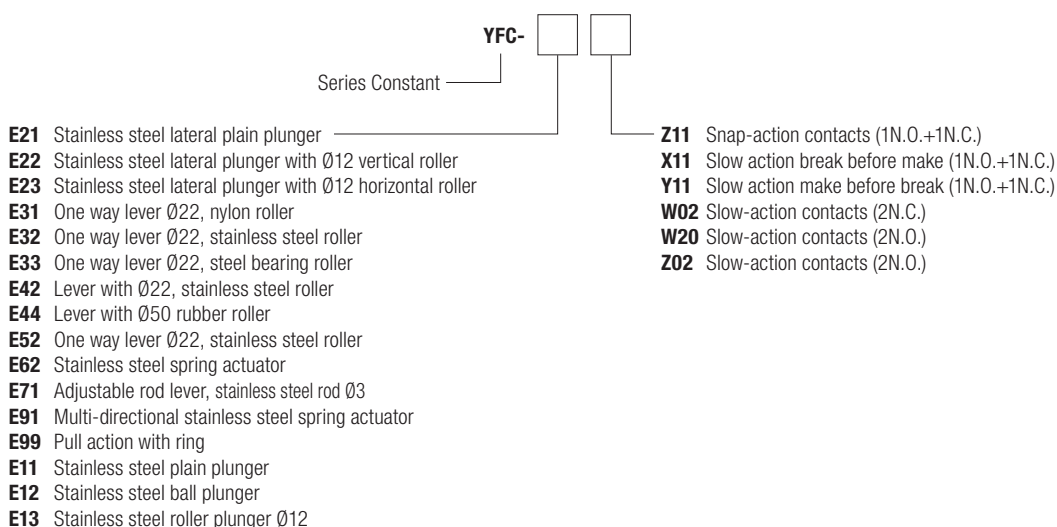 YFC-
Series Constant
E21 Stainless steel lateral plain plunger
E22 Stainless steel lateral plunger with Ø12 vertical roller
E23 Stainless steel lateral plunger with Ø12 horizontal roller
E31 One way lever Ø22, nylon roller
E32 One way lever Ø22, stainless steel roller
E33 One way lever Ø22, steel bearing roller
E42 Lever with Ø22, stainless steel roller
E44 Lever with Ø50 rubber roller
E52 One way lever Ø22, stainless steel roller
E62 Stainless steel spring actuator
E71 Adjustable rod lever, stainless steel rod Ø3
E91 Multi-directional stainless steel spring actuator
E99 Pull action with ring
E11 Stainless steel plain plunger
E12 Stainless steel ball plunger
E13 Stainless steel roller plunger Ø12
Z11 Snap-action contacts (1N.O.+1N.C.)
X11 Slow action break before make (1N.O.+1N.C.)
Y11 Slow action make before break (1N.O.+1N.C.)
W02 Slow-action contacts (2N.C.)
W20 Slow-action contacts (2N.O.)
Z02 Slow-action contacts (2N.O.)